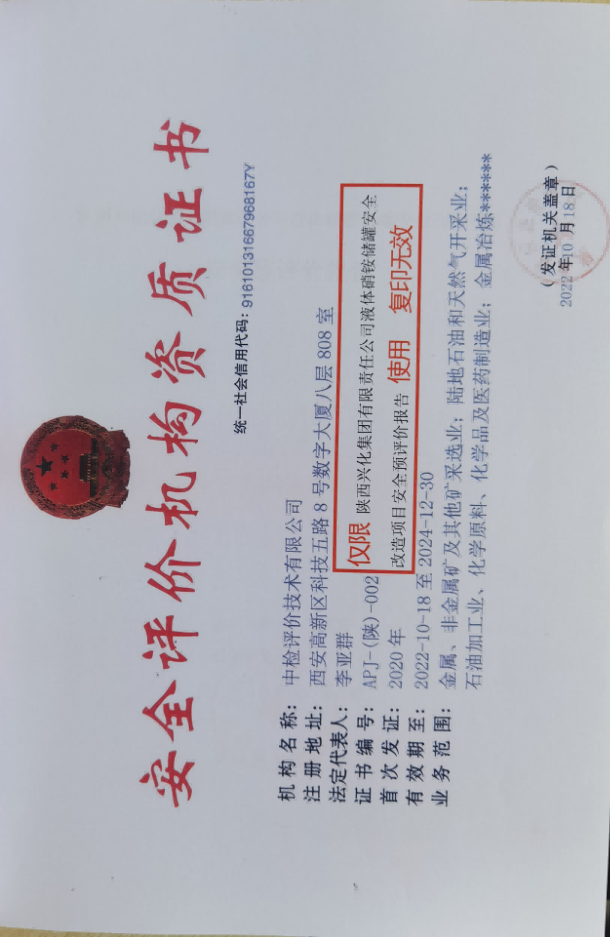 安全评价机构资质证书
统一社会信用代码: 91610131667968167Y
机构名称: 中检评价技术有限公司
注册地址: 西安高新区科技五路8号数字大厦八层808室
法定代表人: 李亚群
证书编号: APJ-(陕)-002
首次发证: 2020年
有效期至: 2022-10-18至2024-12-30
业务范围: 金属、非金属矿及其他矿采选业; 陆地石油和天然气开采业;
石油加工业、化学原料、化学品及医药制造业; 金属冶炼******
仅限 陕西兴化集团有限责任公司液体硝铵储罐安全
改造项目安全预评价报告 使用 复印无效
(发证机关盖章)
2022年10月18日